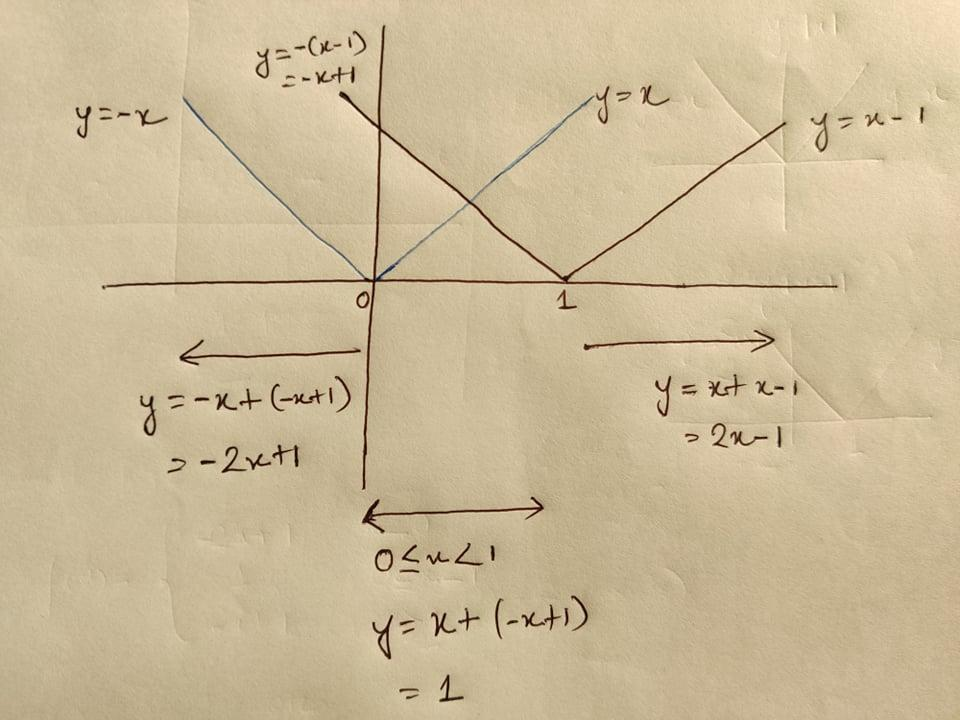 y=-(x-1)
=-x+1
y=-x
y=x
y=x-1
0
1
y=-x+(-x+1)
=-2x+1
y=x+x-1
=2x-1
0≤x<1
y=x+(-x+1)
=1